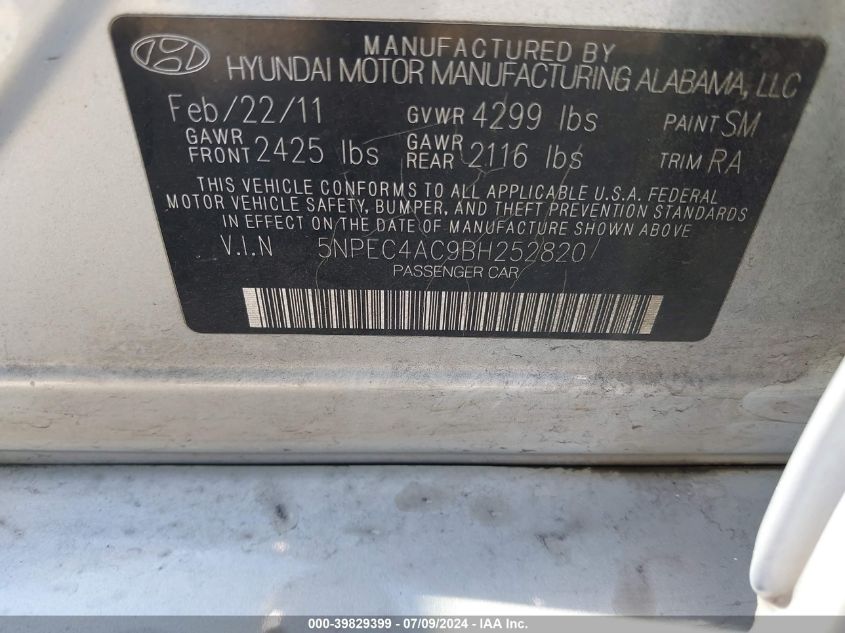 MANUFACTURED BY
HYUNDAI MOTOR MANUFACTURING ALABAMA, LLC
Feb/22/11 GVWR 4299 lbs PAINT SM
GAWR FRONT 2425 lbs GAWR REAR 2116 lbs TRIM RA
THIS VEHICLE CONFORMS TO ALL APPLICABLE U.S.A. FEDERAL
MOTOR VEHICLE SAFETY, BUMPER, AND THEFT PREVENTION STANDARDS
IN EFFECT ON THE DATE OF MANUFACTURE SHOWN ABOVE.
V.I.N 5NPEC4AC9BH252820
PASSENGER CAR
000-39829399 - 07/09/2024 - IAA Inc.